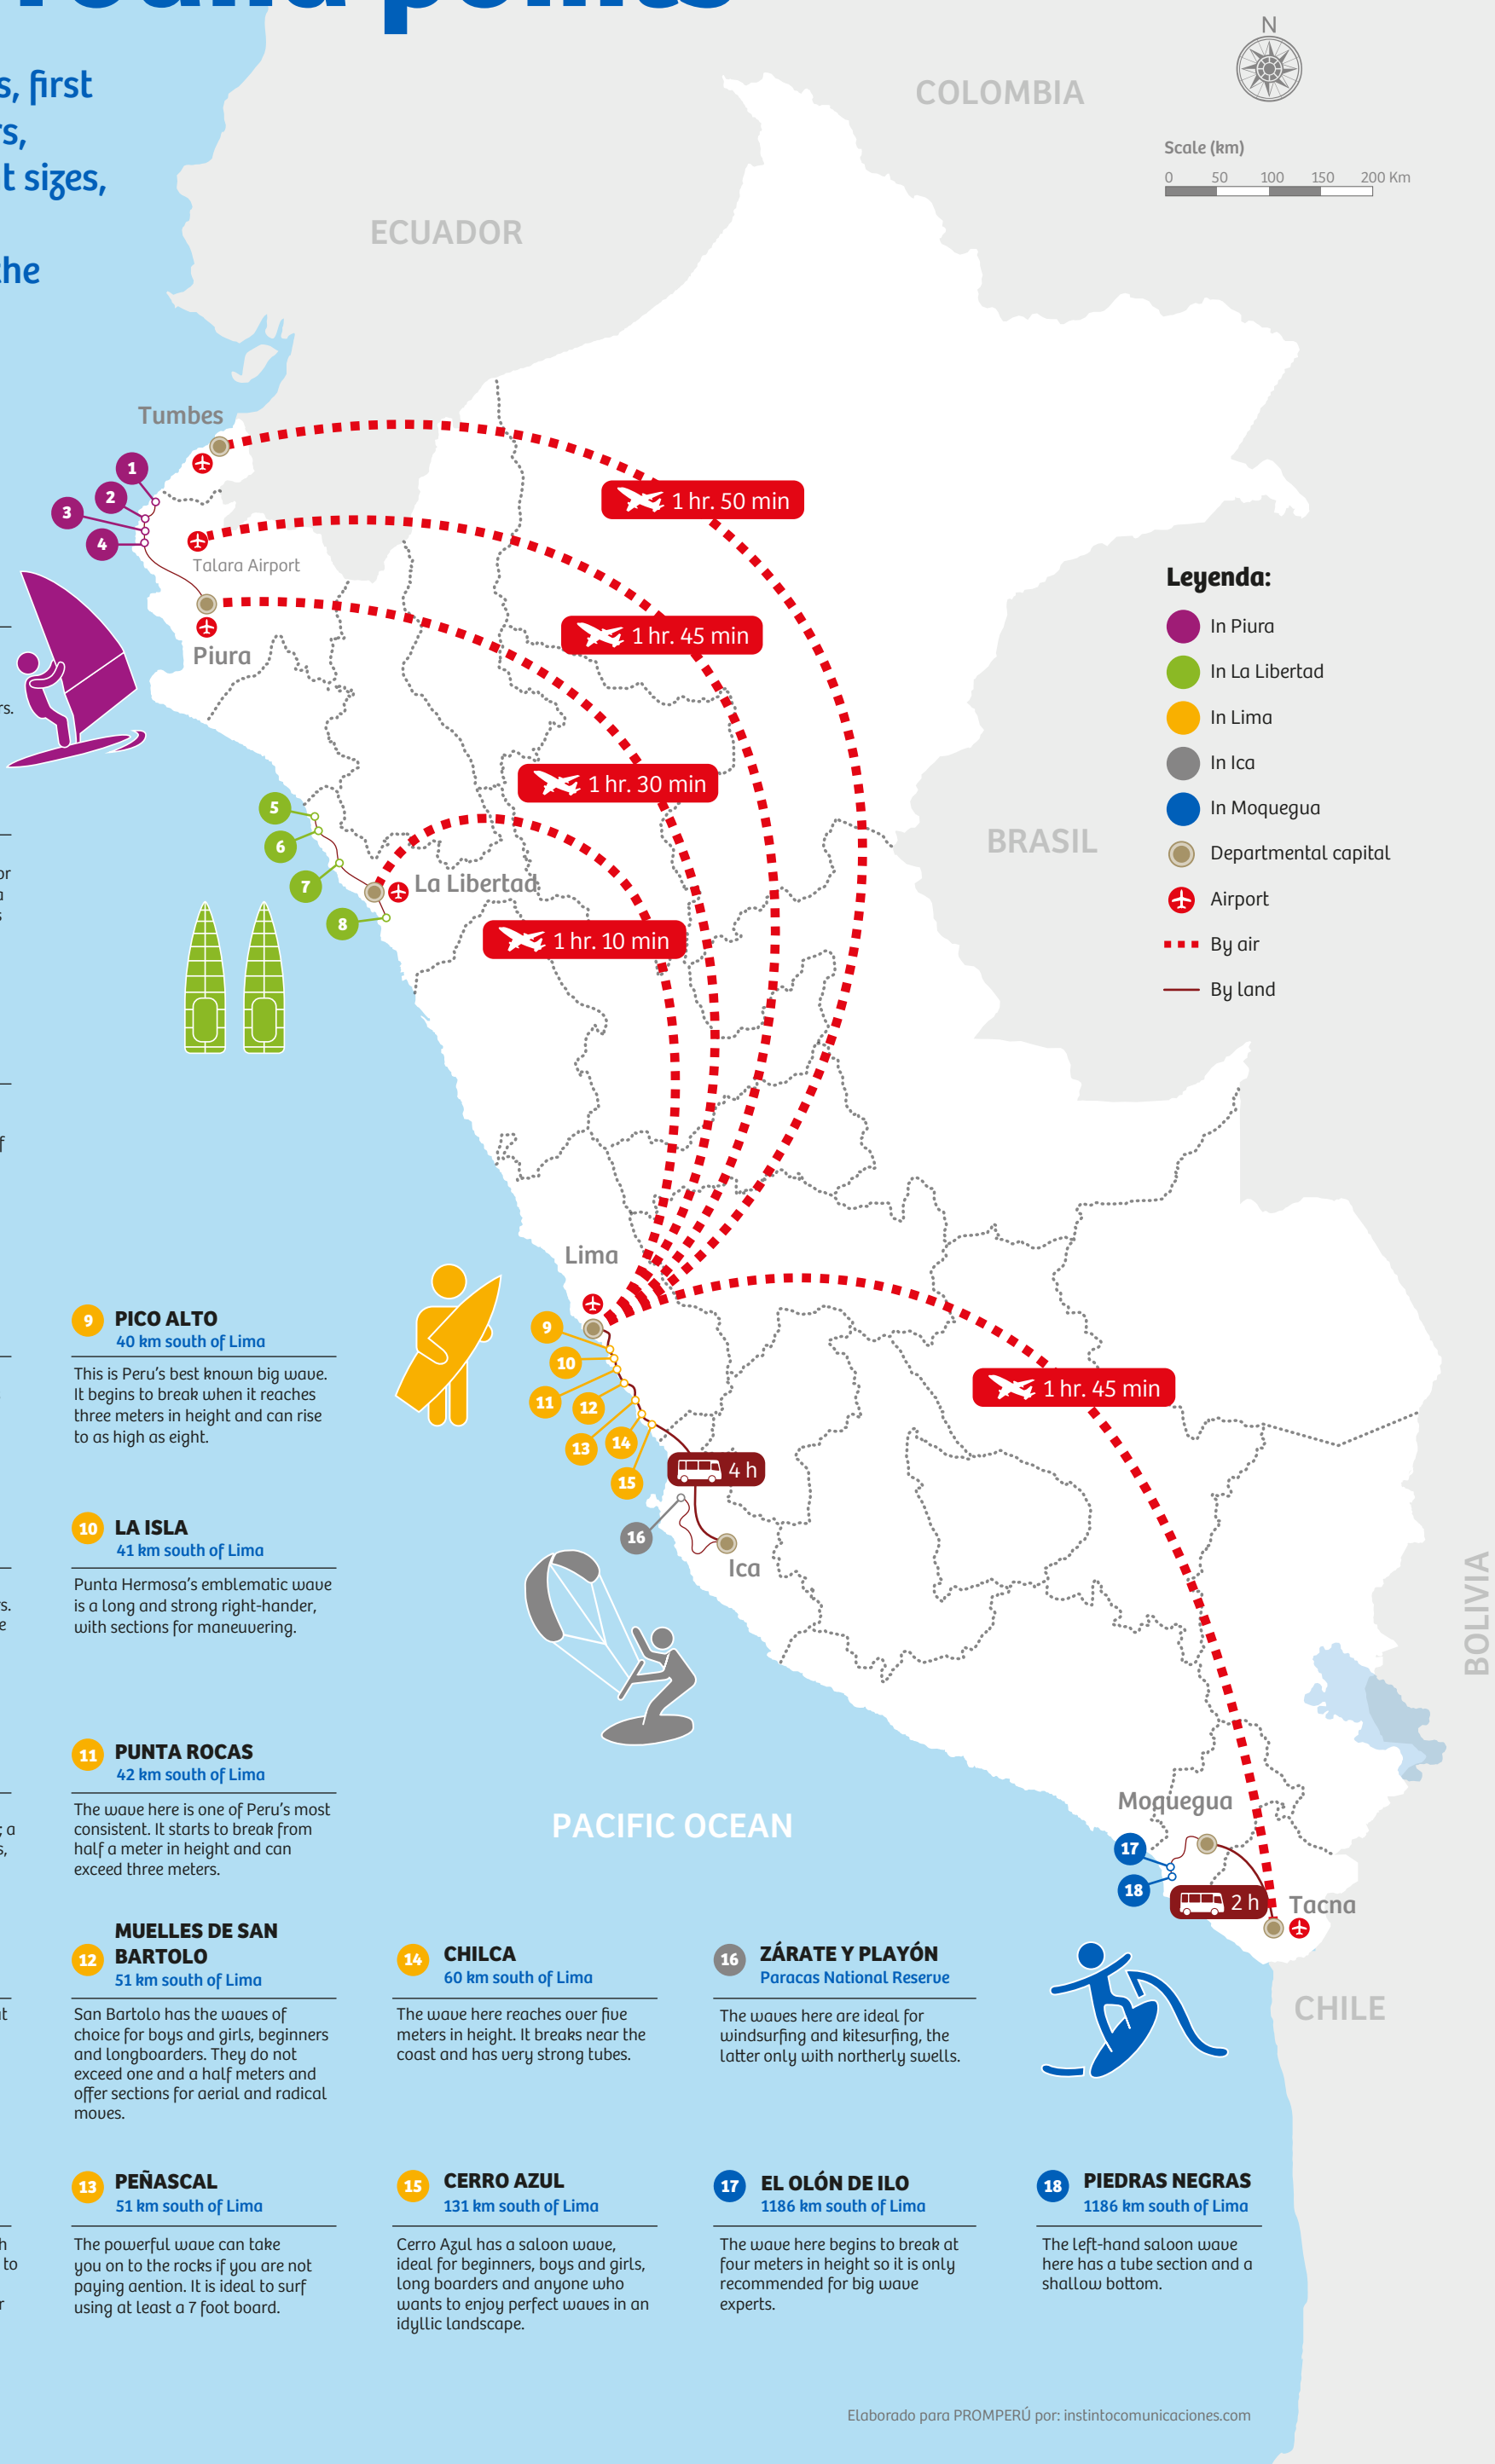 s, first
rs,
t sizes,
the
N
COLOMBIA
Scale (km)
0 50 100 150 200 Km
ECUADOR
Tumbes
1
2
3
4
1 hr. 50 min
Talara Airport
1 hr. 45 min
Piura
rs.
1 hr. 30 min
5
6
7
8
La Libertad
1 hr. 10 min
or
a
s
f
BRASIL
Leyenda:
In Piura
In La Libertad
In Lima
In Ica
In Moquegua
Departmental capital
Airport
By air
By land
Lima
9
10
11
12
13
14
15
4 h
16
Ica
1 hr. 45 min
BOLIVIA
PACIFIC OCEAN
Moquegua
17
18
2 h
Tacna
CHILE
9 PICO ALTO
40 km south of Lima
This is Peru's best known big wave.
It begins to break when it reaches
three meters in height and can rise
to as high as eight.
10 LA ISLA
41 km south of Lima
Punta Hermosa's emblematic wave
is a long and strong right-hander,
with sections for maneuvering.
rs.
e
11 PUNTA ROCAS
42 km south of Lima
The wave here is one of Peru's most
consistent. It starts to break from
half a meter in height and can
exceed three meters.
; a
s,
12 MUELLES DE SAN
BARTOLO
51 km south of Lima
San Bartolo has the waves of
choice for boys and girls, beginners
and longboarders. They do not
exceed one and a half meters and
offer sections for aerial and radical
moves.
13 PEÑASCAL
51 km south of Lima
The powerful wave can take
you on to the rocks if you are not
paying aention. It is ideal to surf
using at least a 7 foot board.
h
to
r
14 CHILCA
60 km south of Lima
The wave here reaches over five
meters in height. It breaks near the
coast and has very strong tubes.
15 CERRO AZUL
131 km south of Lima
Cerro Azul has a saloon wave,
ideal for beginners, boys and girls,
long boarders and anyone who
wants to enjoy perfect waves in an
idyllic landscape.
16 ZÁRATE Y PLAYÓN
Paracas National Reserve
The waves here are ideal for
windsurfing and kitesurfing, the
latter only with northerly swells.
17 EL OLÓN DE ILO
1186 km south of Lima
The wave here begins to break at
four meters in height so it is only
recommended for big wave
experts.
18 PIEDRAS NEGRAS
1186 km south of Lima
The left-hand saloon wave
here has a tube section and a
shallow bottom.
Elaborado para PROMPERÚ por: instintocomunicaciones.com